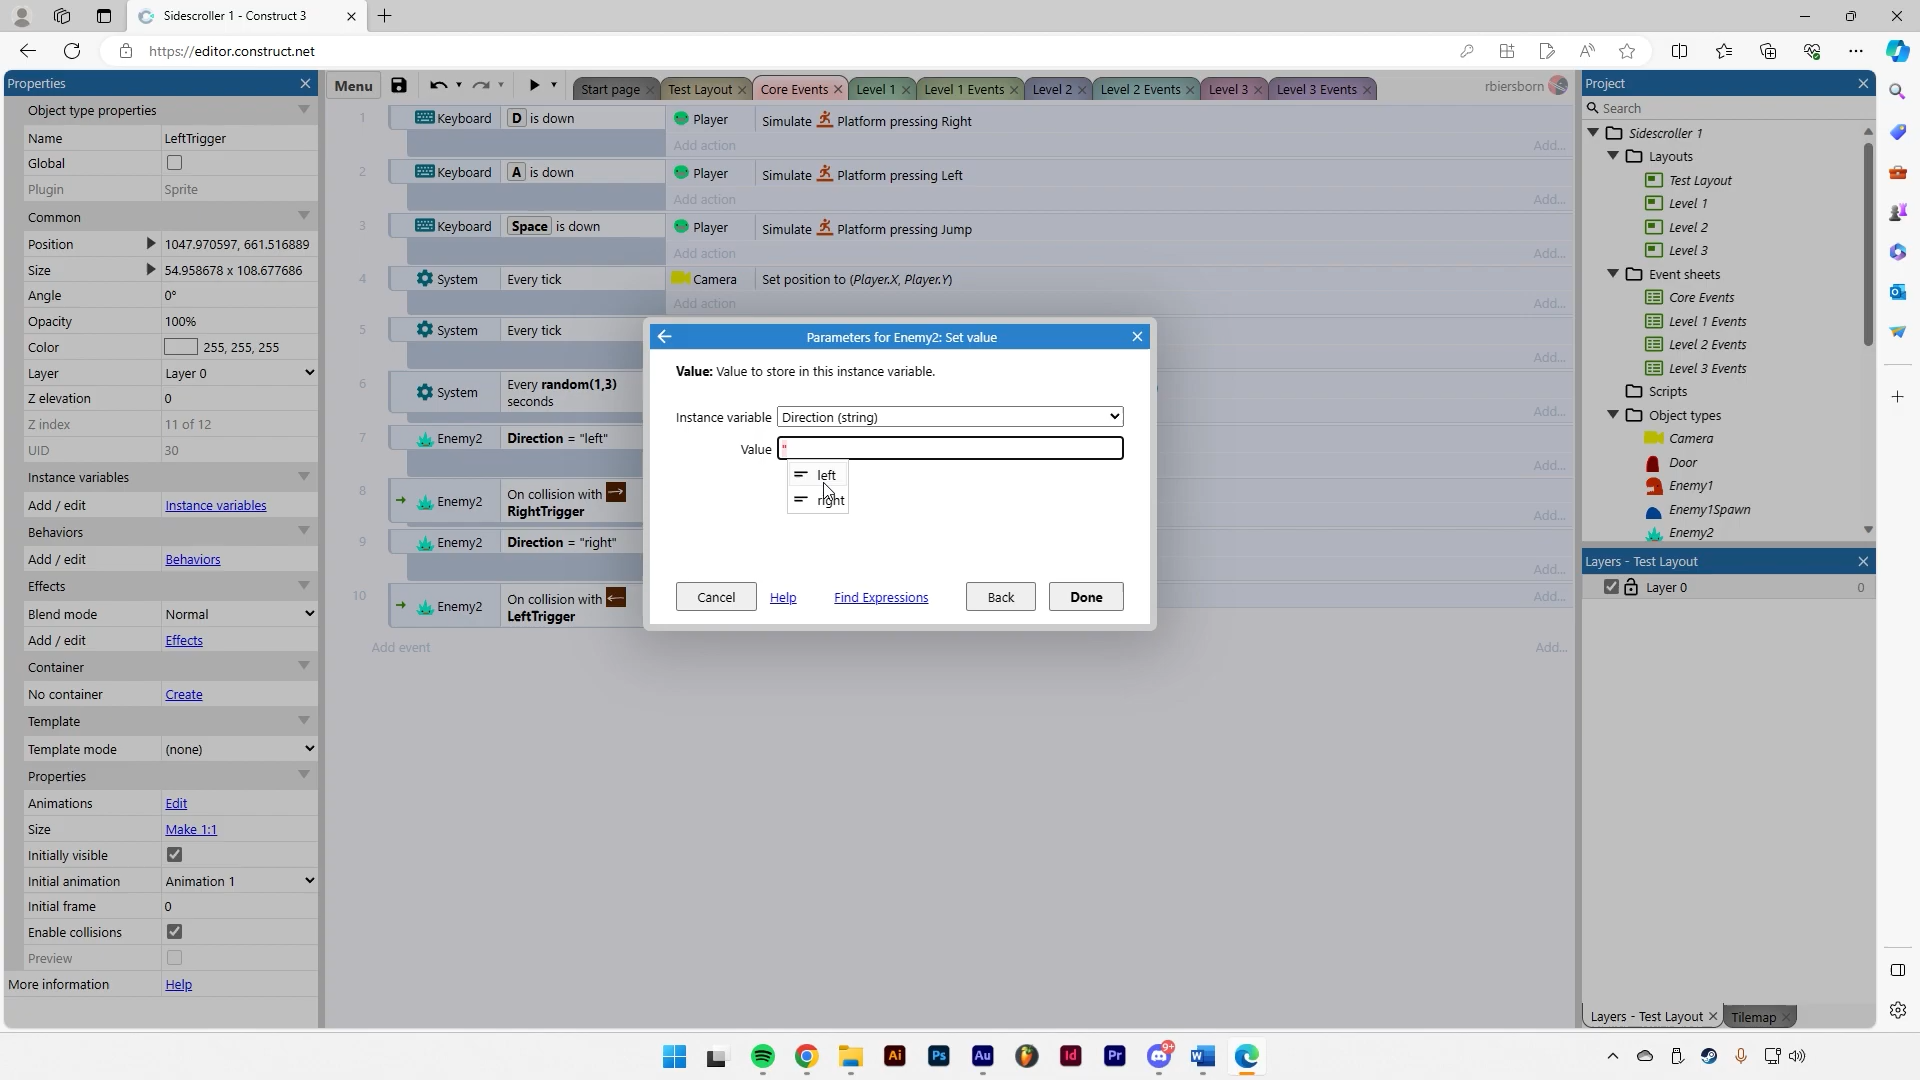 Sidescroller 1 - Construct 3
https://editor.construct.net
Properties
Object type properties
Name LeftTrigger
Global
Plugin Sprite
Common
Position 1047.970597, 661.516889
Size 54.958678 x 108.677686
Angle 0°
Opacity 100%
Color 255, 255, 255
Layer Layer 0
Z elevation 0
Z index 11 of 12
UID 30
Instance variables
Add / edit Instance variables
Behaviors
Add / edit Behaviors
Effects
Blend mode Normal
Add / edit Effects
Container
No container Create
Template
Template mode (none)
Properties
Animations Edit
Size Make 1:1
Initially visible
Initial animation Animation 1
Initial frame 0
Enable collisions
Preview
More information Help
Menu
Start page Test Layout Core Events Level 1 Level 1 Events Level 2 Level 2 Events Level 3 Level 3 Events
rbiersborn
1 Keyboard D is down Player Simulate Platform pressing Right
Add action Add...
2 Keyboard A is down Player Simulate Platform pressing Left
Add action Add...
3 Keyboard Space is down Player Simulate Platform pressing Jump
Add action Add...
4 System Every tick Camera Set position to (Player.X, Player.Y)
Add action Add...
5 System Every tick
Add...
6 System Every random(1,3) seconds
Add...
7 Enemy2 Direction = "left"
Add...
8 Enemy2 On collision with RightTrigger
Add...
9 Enemy2 Direction = "right"
Add...
10 Enemy2 On collision with LeftTrigger
Add...
Add event Add...
Parameters for Enemy2: Set value
Value: Value to store in this instance variable.
Instance variable Direction (string)
Value "
left
right
Cancel Help Find Expressions Back Done
Project
Search
Sidescroller 1
Layouts
Test Layout
Level 1
Level 2
Level 3
Event sheets
Core Events
Level 1 Events
Level 2 Events
Level 3 Events
Scripts
Object types
Camera
Door
Enemy1
Enemy1Spawn
Enemy2
Layers - Test Layout
Layer 0 0
Layers - Test Layout Tilemap
Ai Ps Au Id Pr 9+